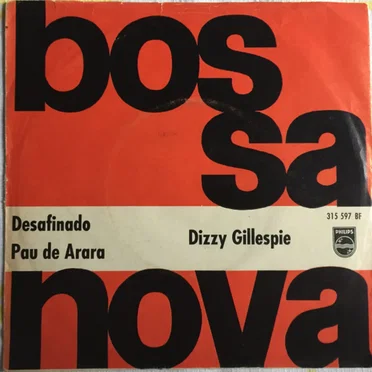 bos
sa
Desafinado
Pau de Arara
Dizzy Gillespie
315 597 BF
PHILIPS
nova